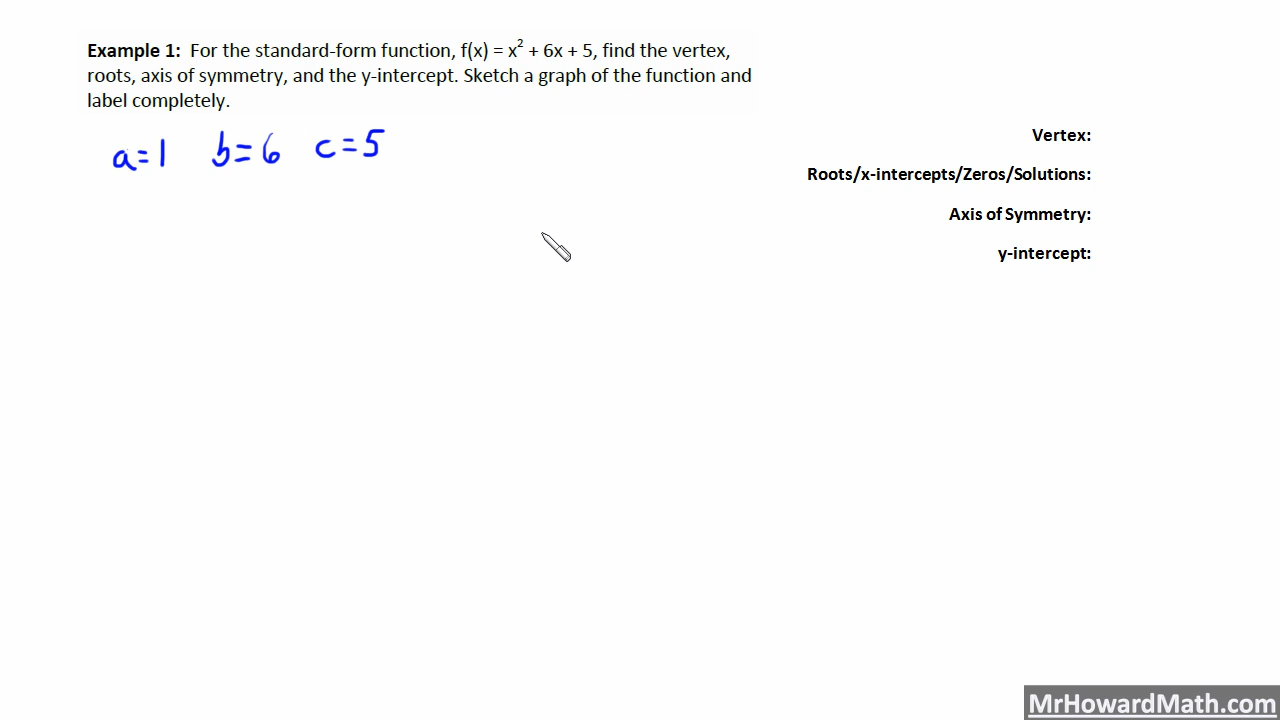 Example 1: For the standard-form function, f(x) = x² + 6x + 5, find the vertex,
roots, axis of symmetry, and the y-intercept. Sketch a graph of the function and
label completely.
a=1 b=6 c=5
Vertex:
Roots/x-intercepts/Zeros/Solutions:
Axis of Symmetry:
y-intercept:
MrHowardMath.com